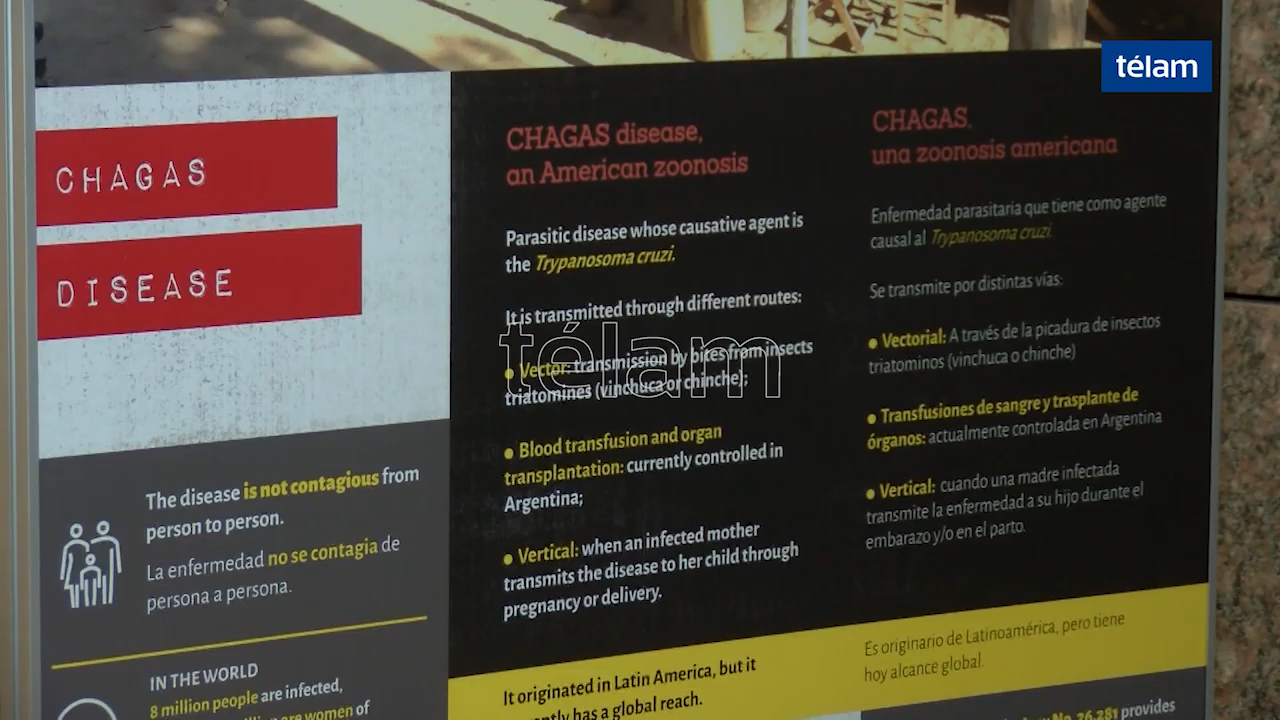 télam
CHAGAS
DISEASE
The disease is not contagious from
person to person.
La enfermedad no se contagia de
persona a persona.
IN THE WORLD
8 million people are infected,
are women of
CHAGAS disease,
an American zoonosis
Parasitic disease whose causative agent is
the Trypanosoma cruzi.
It is transmitted through different routes:
• Vector: transmission by bites from insects
triatomines (vinchuca or chinche);
télam
• Blood transfusion and organ
transplantation: currently controlled in
Argentina;
• Vertical: when an infected mother
transmits the disease to her child through
pregnancy or delivery.
It originated in Latin America, but it
has a global reach.
CHAGAS,
una zoonosis americana
Enfermedad parasitaria que tiene como agente
causal al Trypanosoma cruzi.
Se transmite por distintas vías:
• Vectorial: A través de la picadura de insectos
triatominos (vinchuca o chinche)
• Transfusiones de sangre y trasplante de
órganos: actualmente controlada en Argentina
• Vertical: cuando una madre infectada
transmite la enfermedad a su hijo durante el
embarazo y/o en el parto.
Es originario de Latinoamérica, pero tiene
hoy alcance global.
No. 26.281 provides